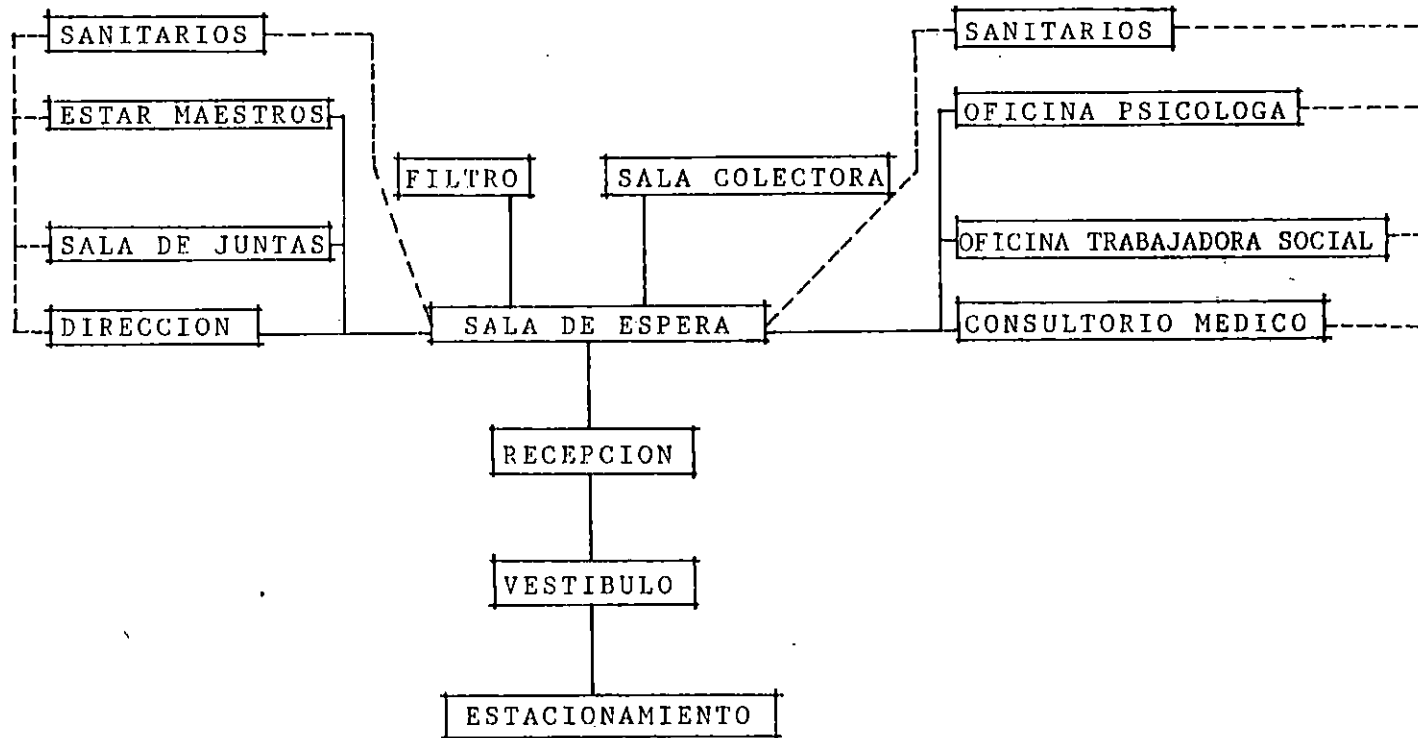 SANITARIOS
SANITARIOS
ESTAR MAESTROS
OFICINA PSICOLOGA
FILTRO
SALA COLECTORA
SALA DE JUNTAS
OFICINA TRABAJADORA SOCIAL
DIRECCION
SALA DE ESPERA
CONSULTORIO MEDICO
RECEPCION
VESTIBULO
ESTACIONAMIENTO